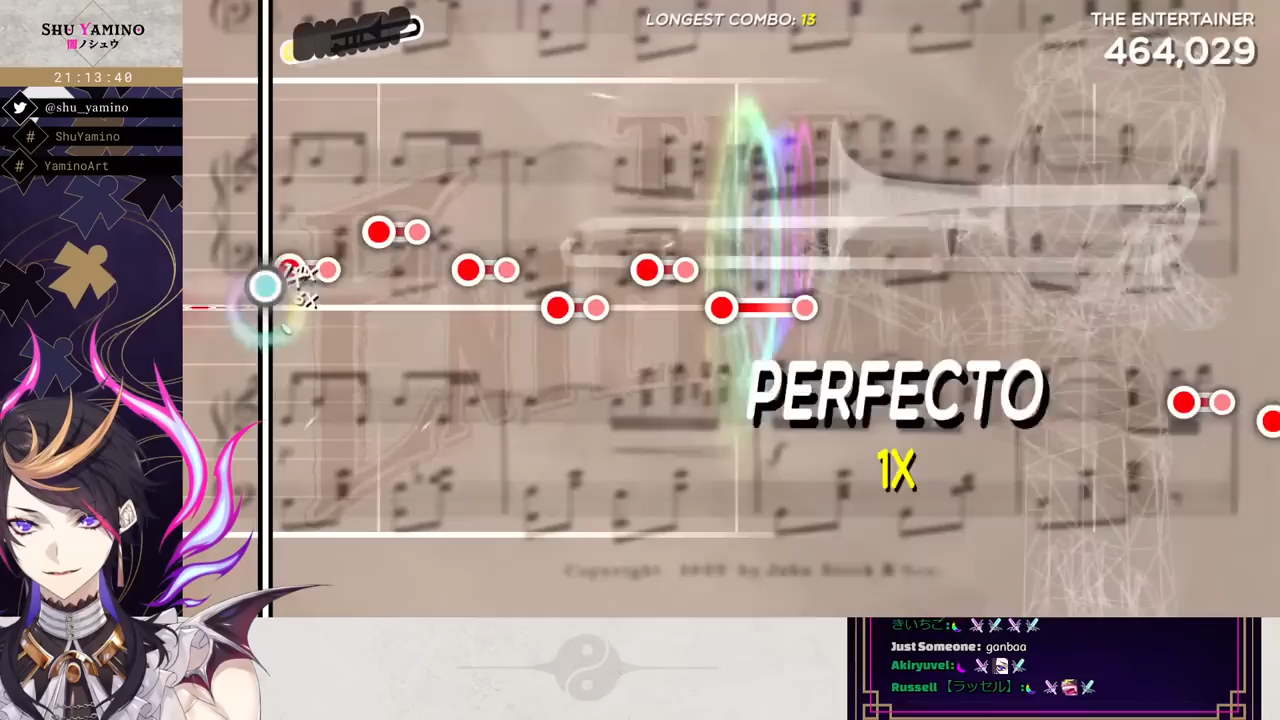 SHU YAMINO
闇ノシュウ
21:13:40
@shu_yamino
# ShuYamino
# YaminoArt
LONGEST COMBO: 13
THE ENTERTAINER
464,029
PERFECTO
1X
きいちご:
Just Someone: ganbaa
Akiryuvel:
Russell 【ラッセル】 :